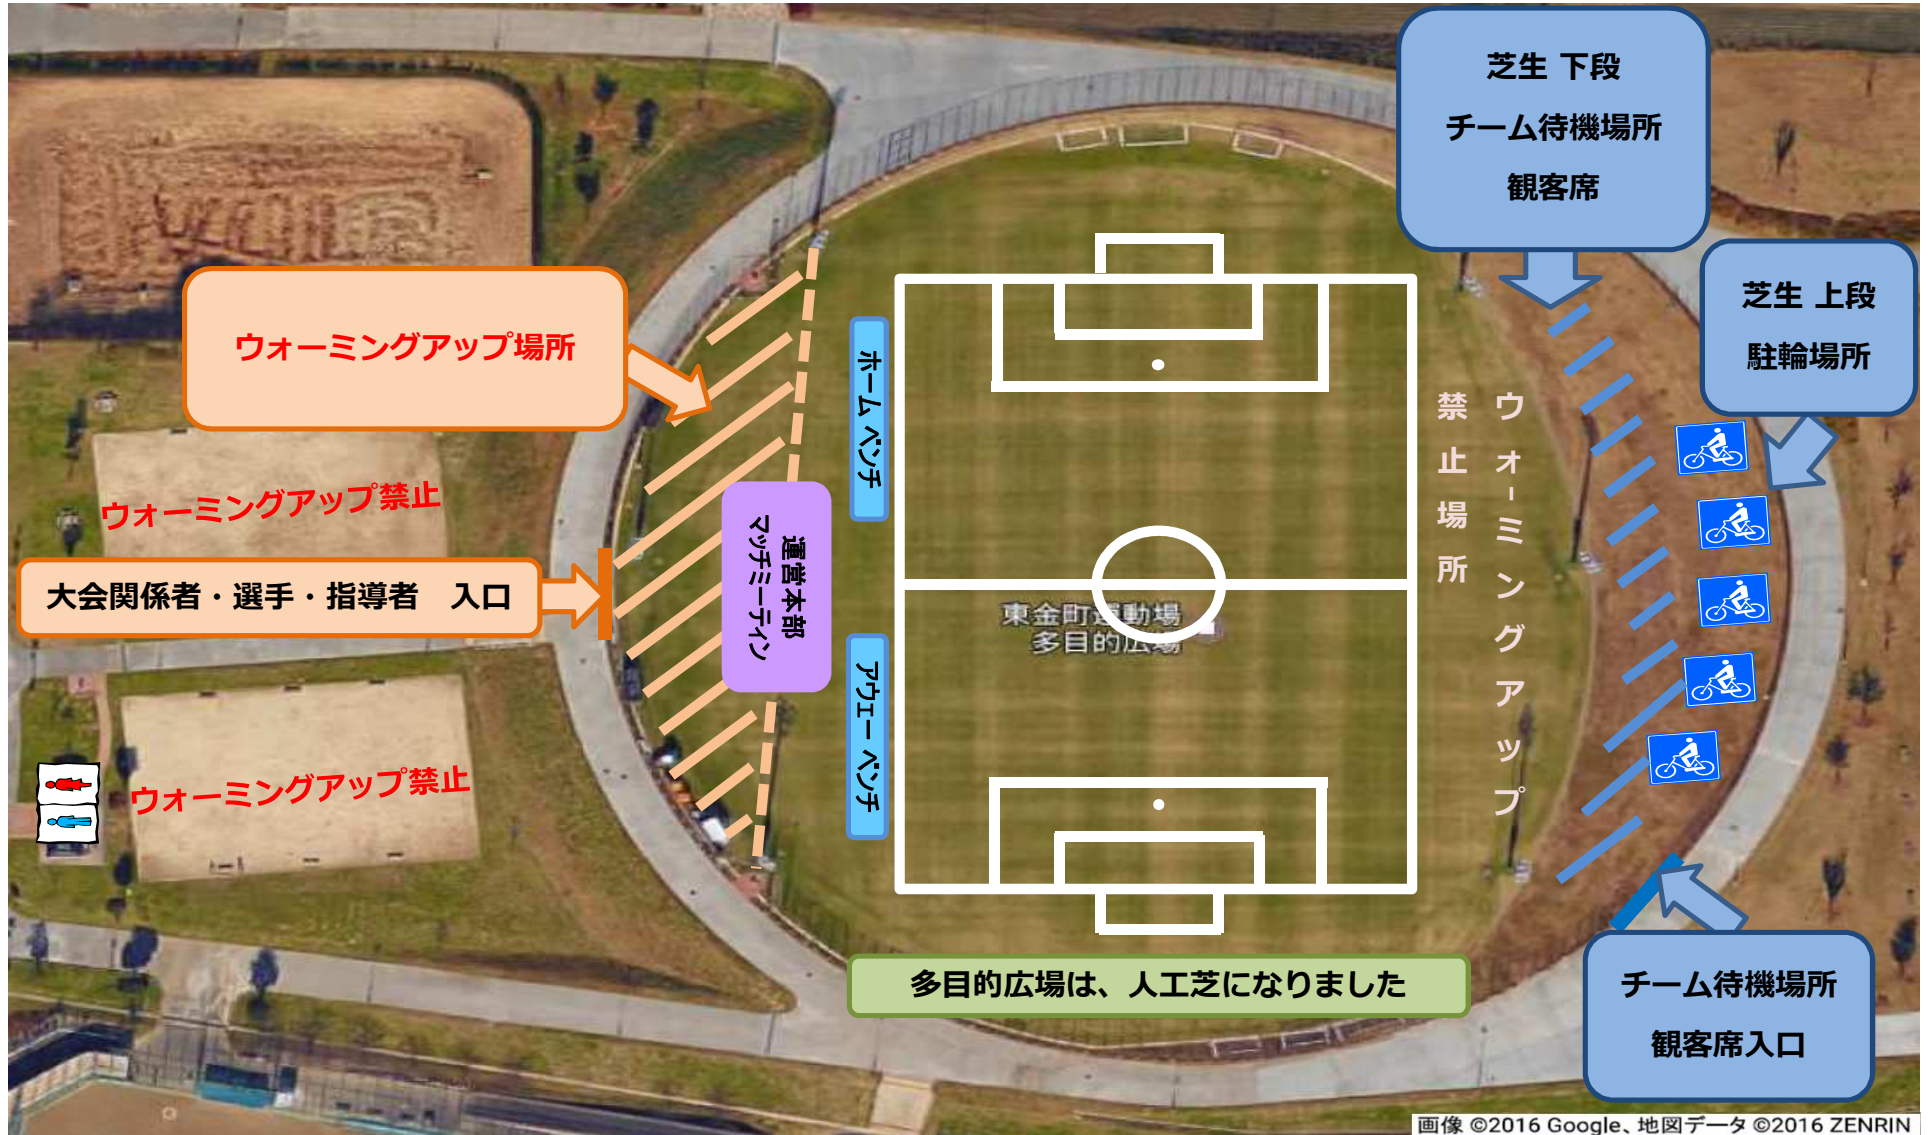 芝生 下段
チーム待機場所
観客席
芝生 上段
駐輪場所
ウォーミングアップ場所
ホーム ベンチ
ウォーミングアップ
禁止場所
ウォーミングアップ禁止
運営本部
マッチミーティン
大会関係者・選手・指導者　入口
東金町運動場
多目的広場
アウェー ベンチ
ウォーミングアップ禁止
多目的広場は、人工芝になりました
チーム待機場所
観客席入口
画像 ©2016 Google、地図データ ©2016 ZENRIN